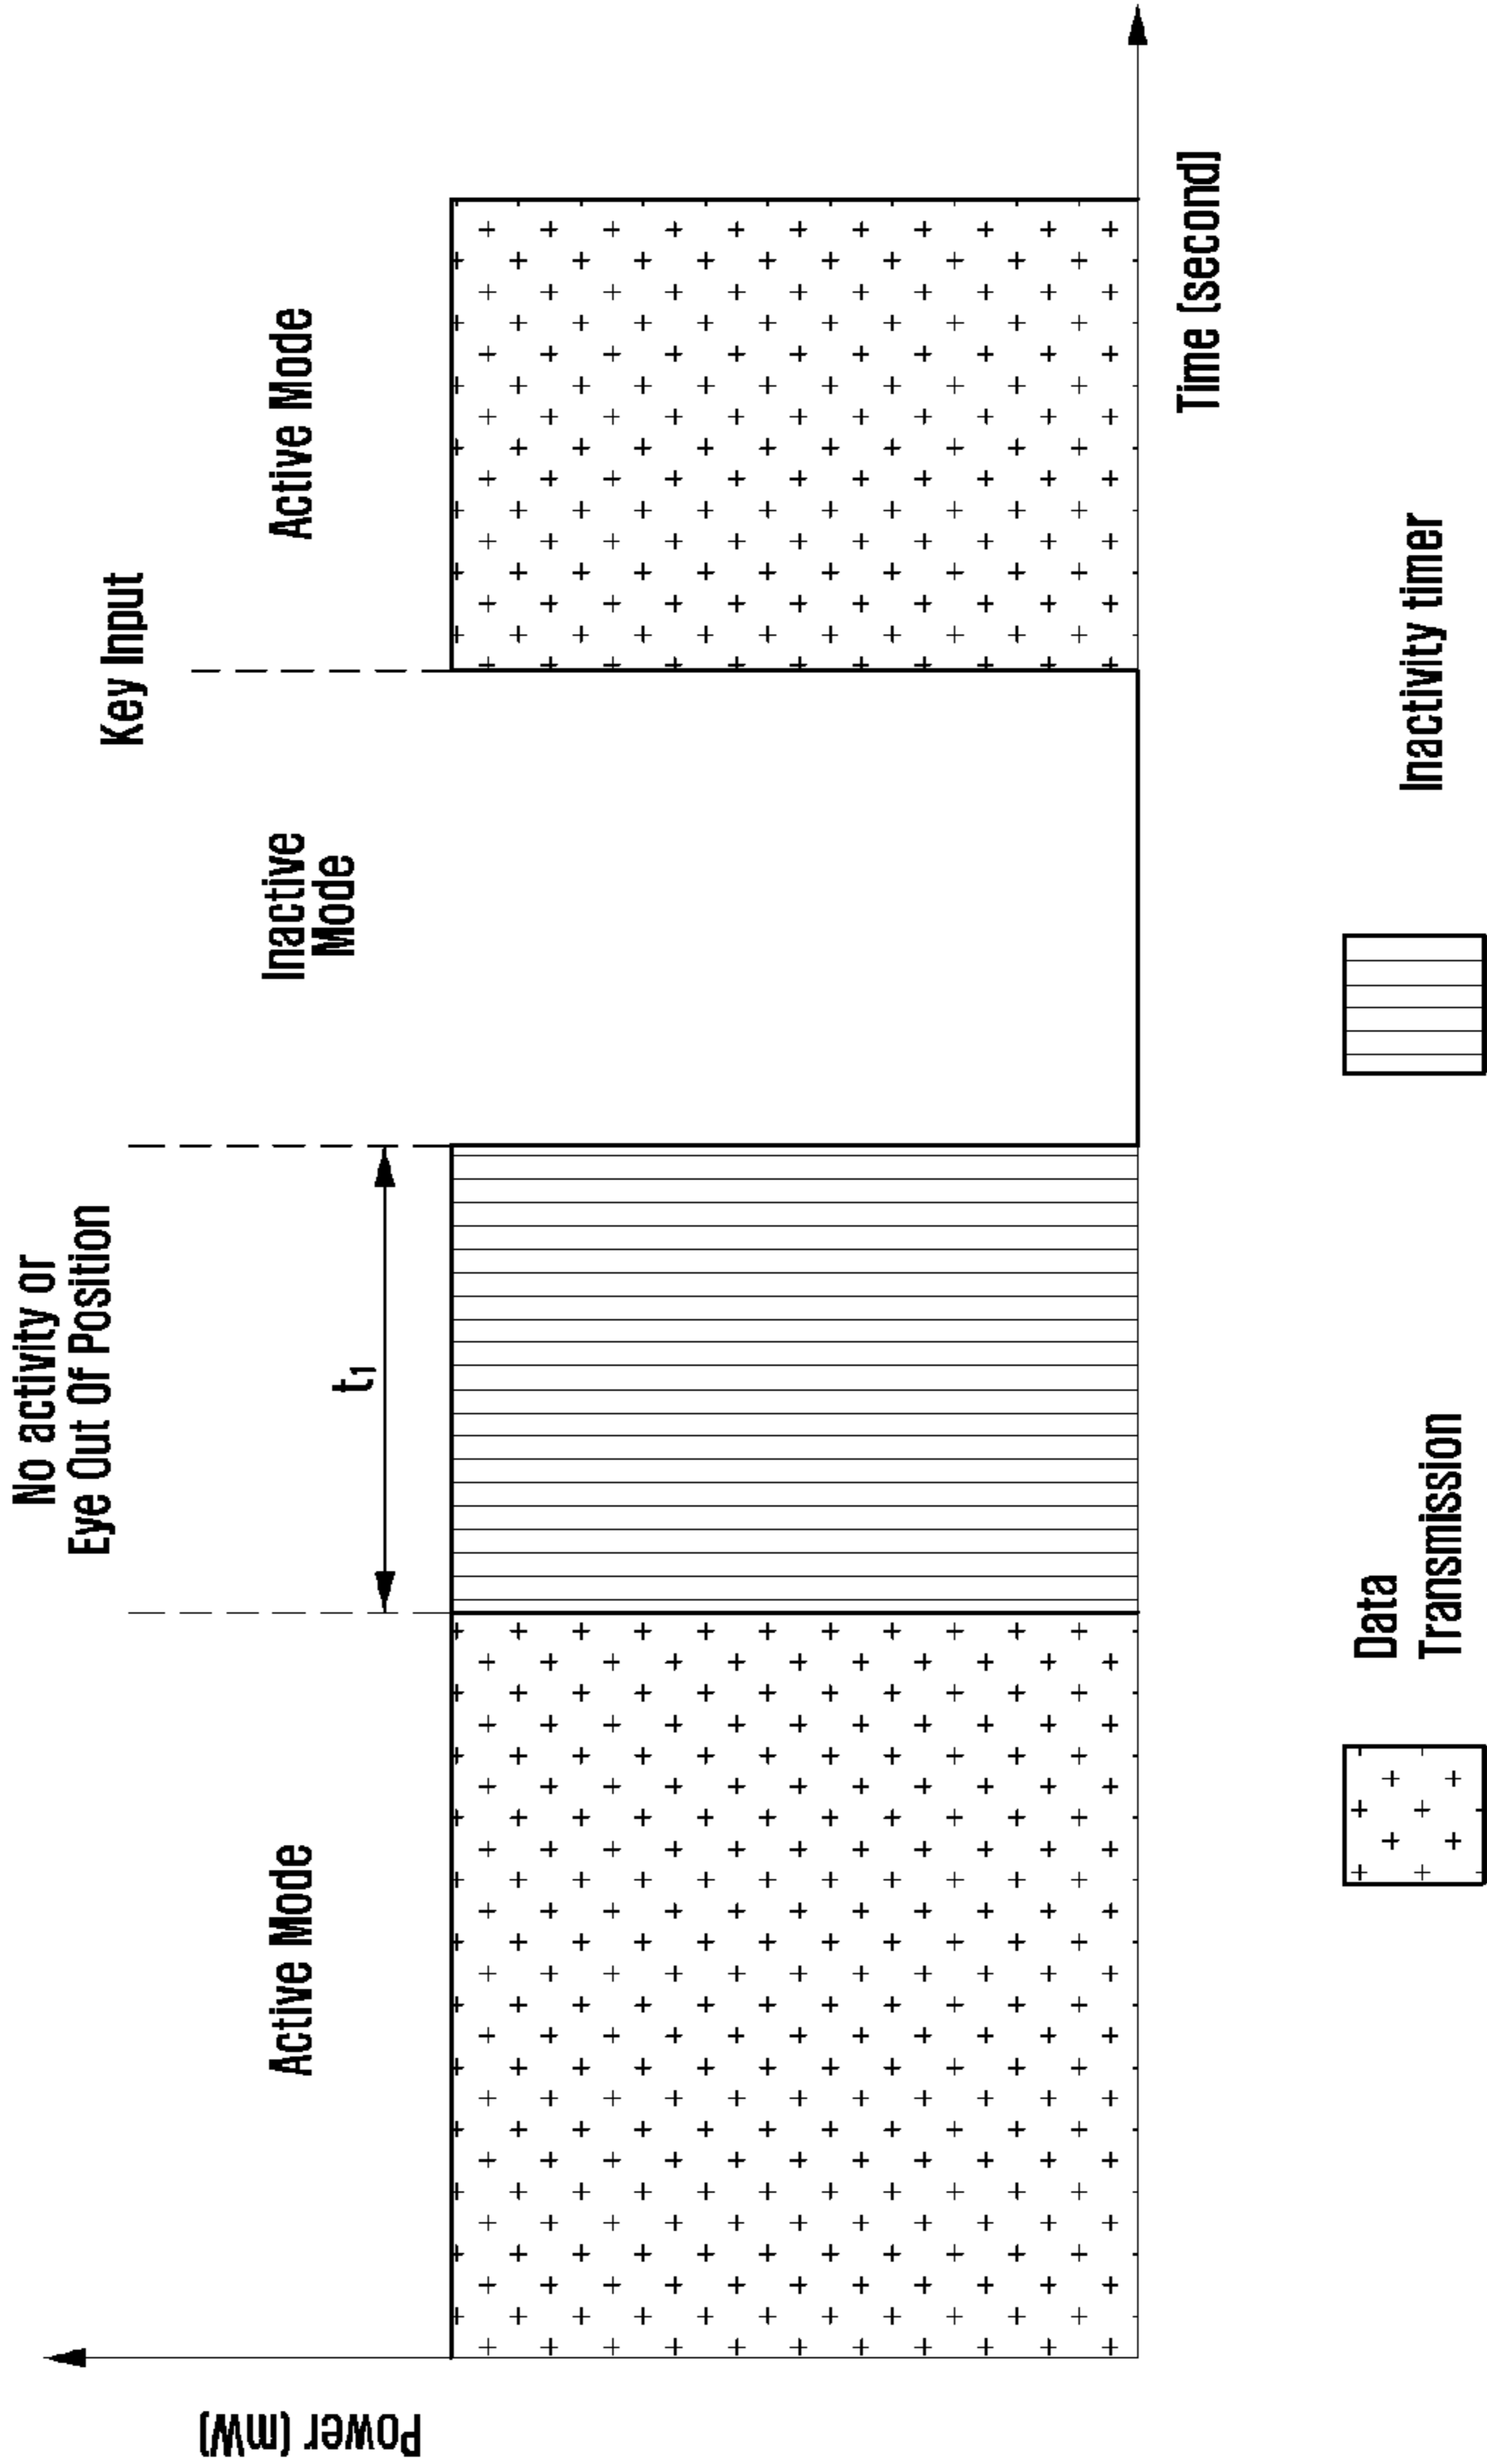 No activity or
Eye Out Of Position
Key Input
Active Mode
t₁
Inactive
Mode
Active Mode
Power (mW)
Time (second)
Data
Transmission
Inactivity timer